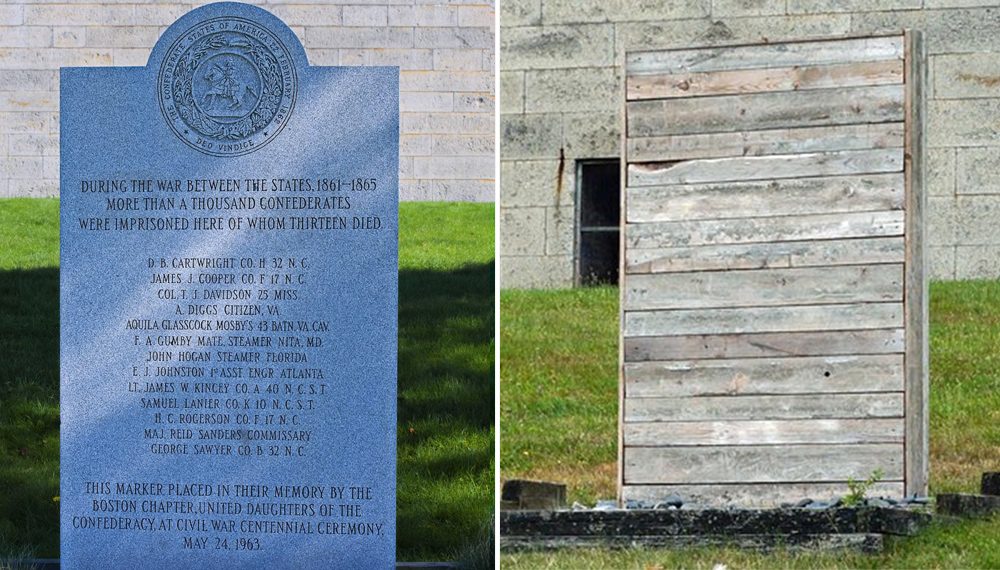 THE CONFEDERATE STATES OF AMERICA : 22 FEBRUARY 1862
DEO VINDICE
DURING THE WAR BETWEEN THE STATES, 1861–1865
MORE THAN A THOUSAND CONFEDERATES
WERE IMPRISONED HERE OF WHOM THIRTEEN DIED.
D. B. CARTWRIGHT CO. H 32 N. C.
JAMES J. COOPER CO. F 17 N. C.
COL. T. J. DAVIDSON 25 MISS.
A. DIGGS CITIZEN, VA.
AQUILA GLASSCOCK MOSBY'S 43 BATN. VA. CAV.
F. A. GUMBY MATE, STEAMER NITA, MD.
JOHN HOGAN STEAMER FLORIDA
E. J. JOHNSTON 1ST ASST. ENGR. ATLANTA
LT. JAMES W. KINCEY CO. A 40 N. C. S. T.
SAMUEL LANIER CO. K 10 N. C. S. T.
H. C. ROGERSON CO. F 17 N. C.
MAJ. REID SANDERS COMMISSARY
GEORGE SAWYER CO. B 32 N. C.
THIS MARKER PLACED IN THEIR MEMORY BY THE
BOSTON CHAPTER, UNITED DAUGHTERS OF THE
CONFEDERACY, AT CIVIL WAR CENTENNIAL CEREMONY,
MAY 24, 1963.